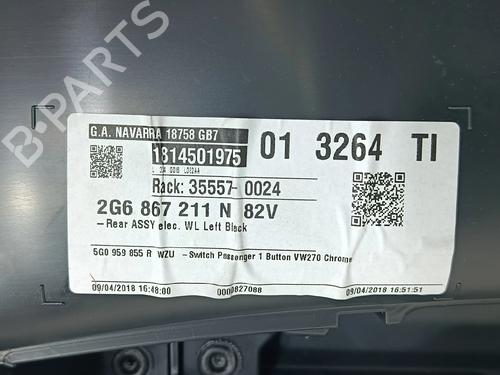 G.A. NAVARRA 18758 GB7
1814501975
01 3264 TI
Rack: 35557-0024
2G6 867 211 N 82V
-Rear ASSY elec. WL Left Black
5G0 959 855 R WZU -Switch Passenger 1 Button VW270 Chrome
09/04/2018 16:48:00 0000827088 09/04/2018 16:51:51
B-PARTS